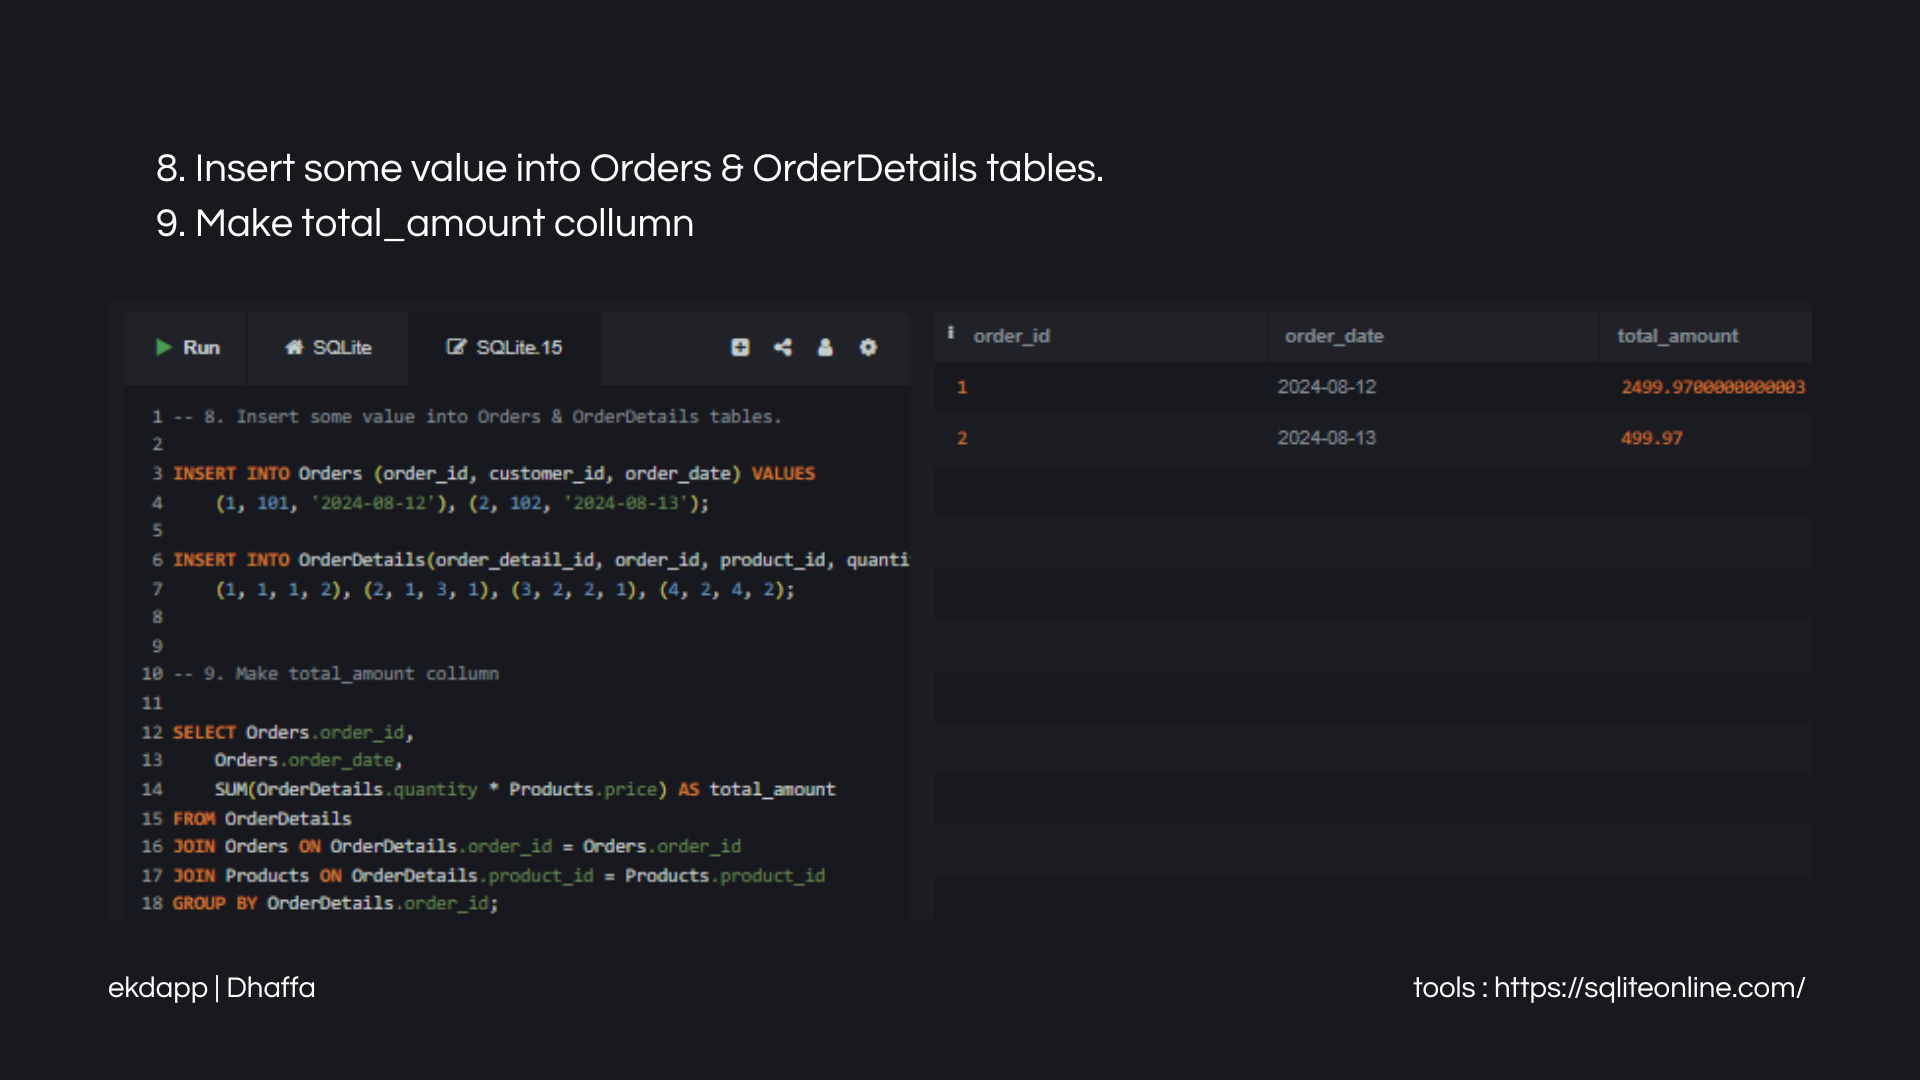 8. Insert some value into Orders & OrderDetails tables.
9. Make total_amount collumn
Run SQLite SQLite.15
1 -- 8. Insert some value into Orders & OrderDetails tables.
2
3 INSERT INTO Orders (order_id, customer_id, order_date) VALUES
4 (1, 101, '2024-08-12'), (2, 102, '2024-08-13');
5
6 INSERT INTO OrderDetails(order_detail_id, order_id, product_id, quanti
7 (1, 1, 1, 2), (2, 1, 3, 1), (3, 2, 2, 1), (4, 2, 4, 2);
8
9
10 -- 9. Make total_amount collumn
11
12 SELECT Orders.order_id,
13 Orders.order_date,
14 SUM(OrderDetails.quantity * Products.price) AS total_amount
15 FROM OrderDetails
16 JOIN Orders ON OrderDetails.order_id = Orders.order_id
17 JOIN Products ON OrderDetails.product_id = Products.product_id
18 GROUP BY OrderDetails.order_id;
order_id order_date total_amount
1 2024-08-12 2499.9700000000003
2 2024-08-13 499.97
ekdapp | Dhaffa
tools : https://sqliteonline.com/